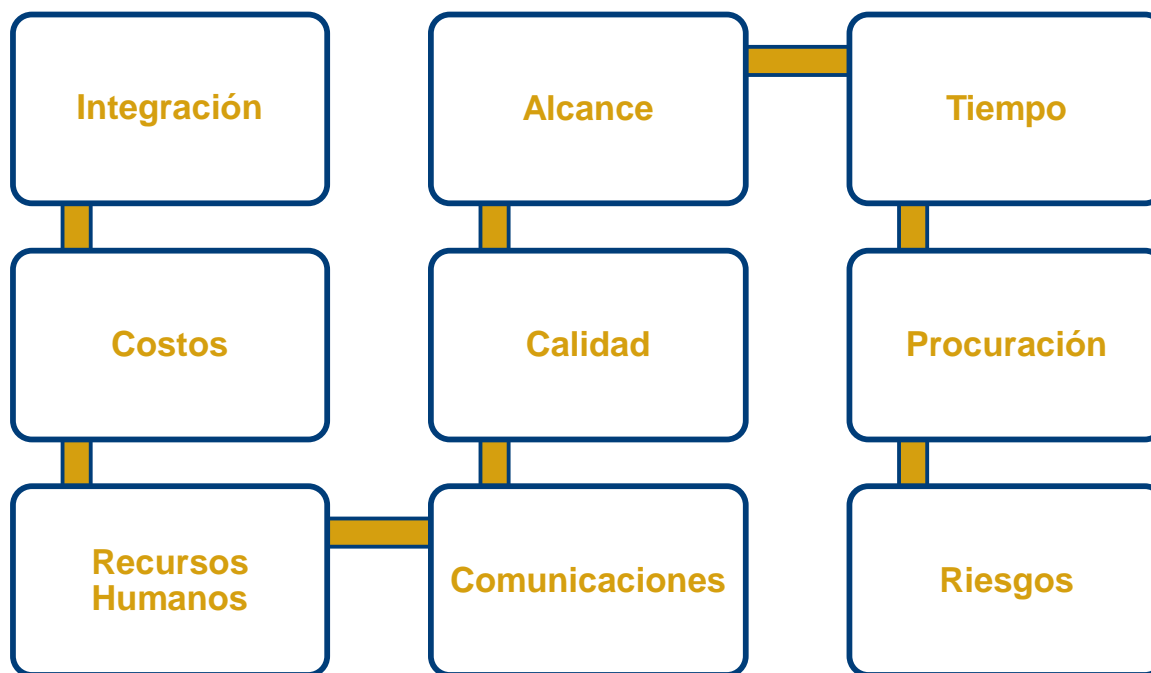 Integración
Costos
Recursos
Humanos
Comunicaciones
Calidad
Alcance
Tiempo
Procuración
Riesgos